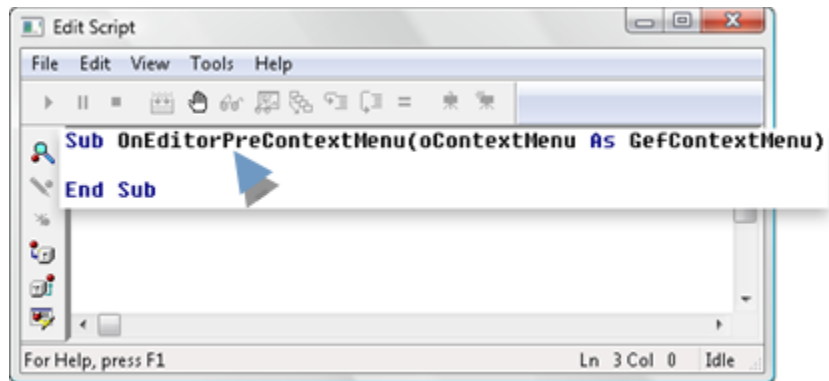 Edit Script
File Edit View Tools Help
Sub OnEditorPreContextMenu(oContextMenu As GefContextMenu)
End Sub
For Help, press F1 Ln 3 Col 0 Idle